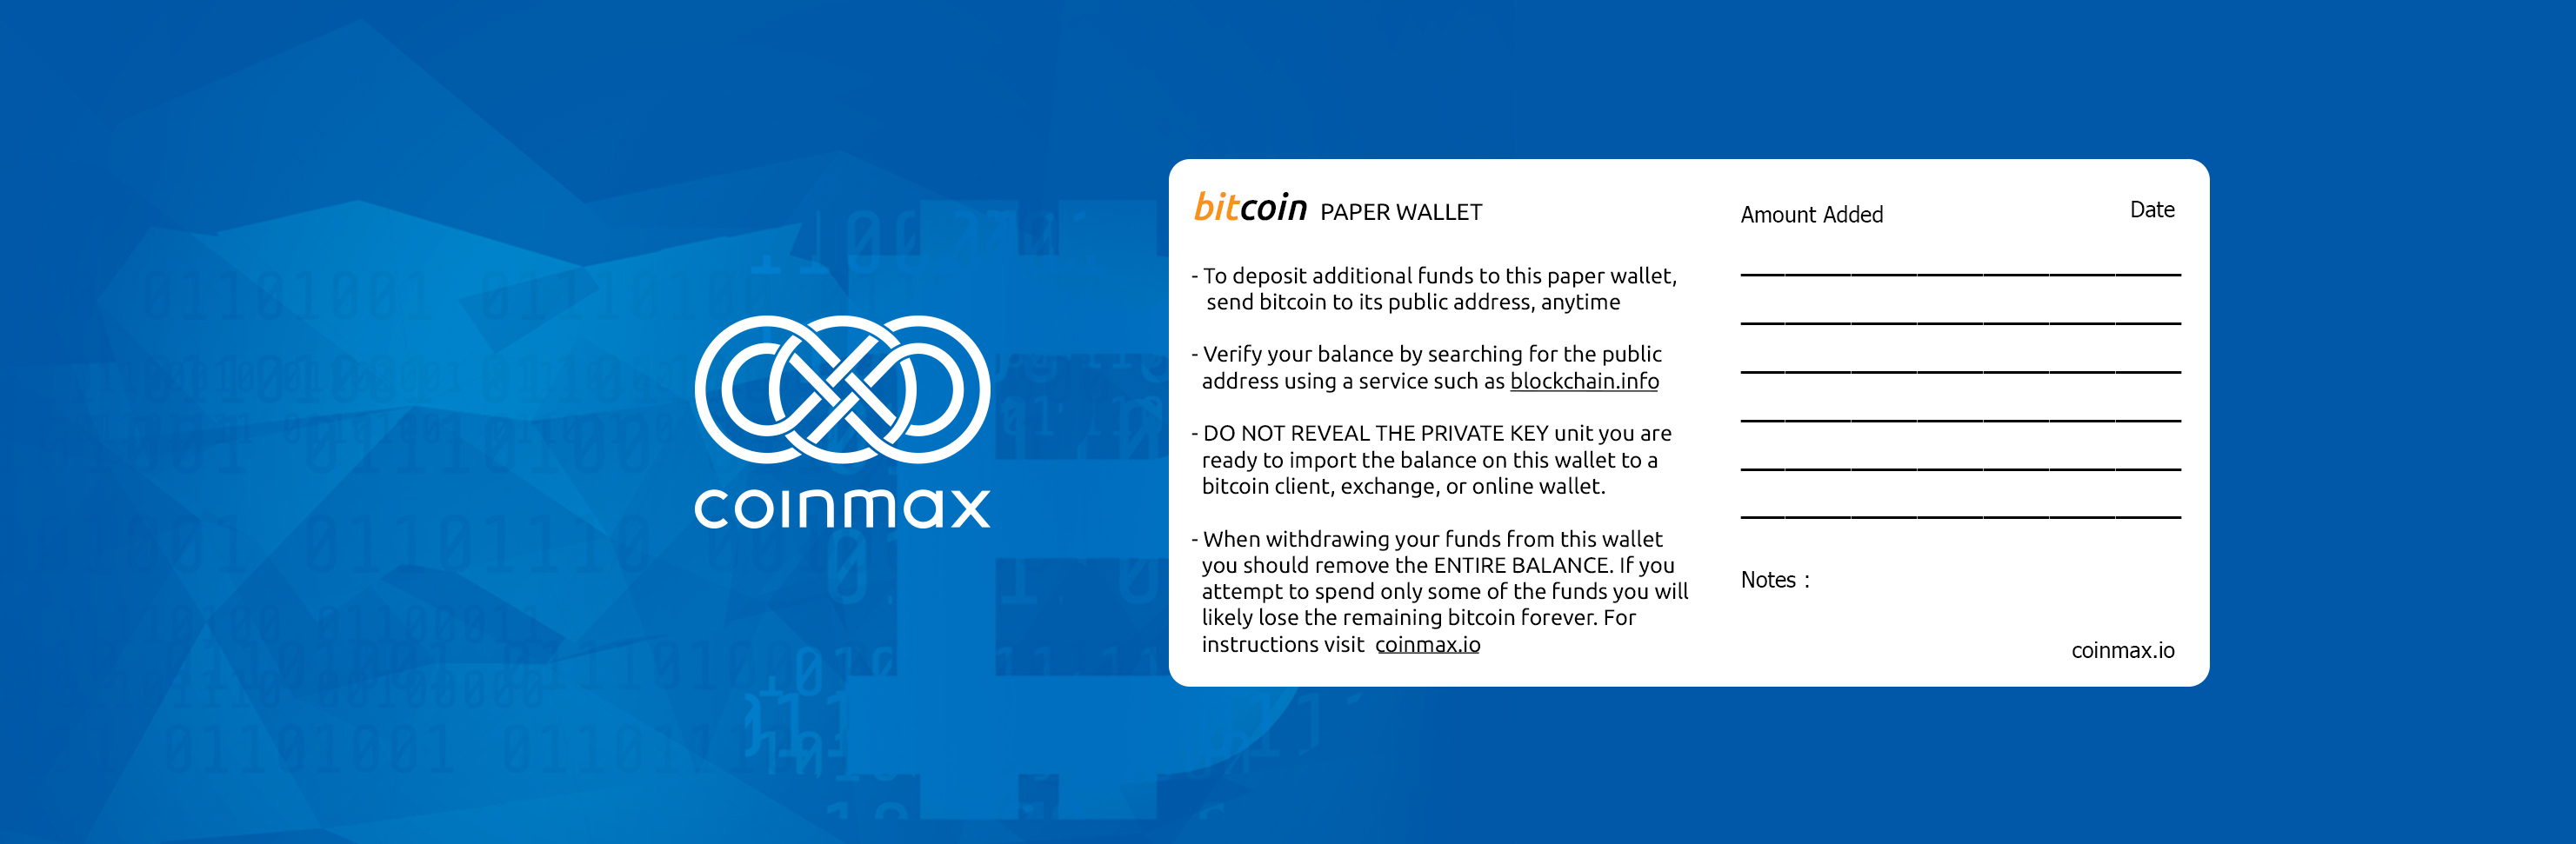 coinmax
bitcoin PAPER WALLET
- To deposit additional funds to this paper wallet,
send bitcoin to its public address, anytime
- Verify your balance by searching for the public
address using a service such as blockchain.info
- DO NOT REVEAL THE PRIVATE KEY unit you are
ready to import the balance on this wallet to a
bitcoin client, exchange, or online wallet.
- When withdrawing your funds from this wallet
you should remove the ENTIRE BALANCE. If you
attempt to spend only some of the funds you will
likely lose the remaining bitcoin forever. For
instructions visit coinmax.io
Amount Added
Date
Notes :
coinmax.io